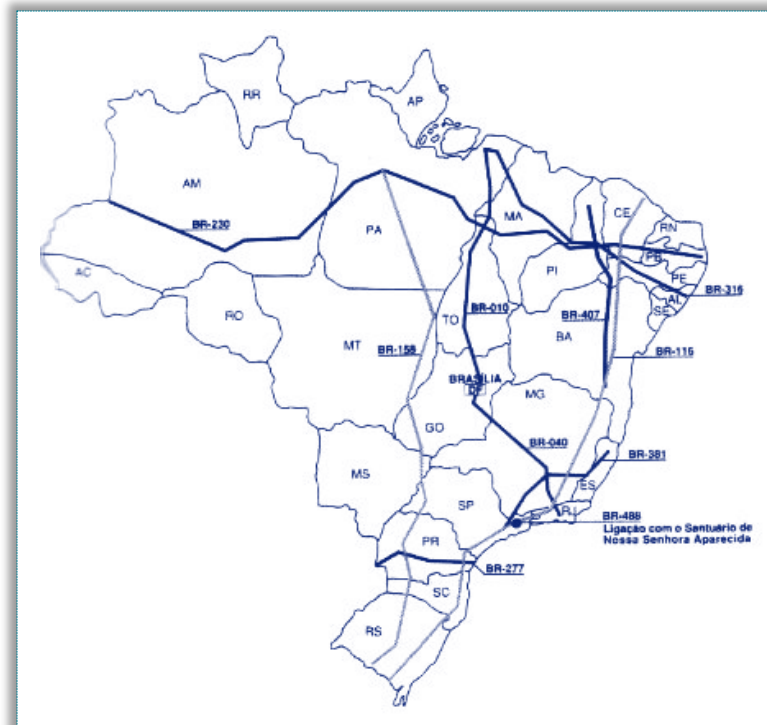 RR
AP
AM
BR-230
PA
MA
CE
RN
PB
PE
AC
PI
BR-316
AL
SE
RO
TO
BR-010
BR-407
BA
MT
BR-158
BR-116
BRASÍLIA
DF
MG
GO
BR-040
BR-381
MS
ES
SP
BR-488
RJ
Ligação com o Santuário de
Nossa Senhora Aparecida
PR
BR-277
SC
RS